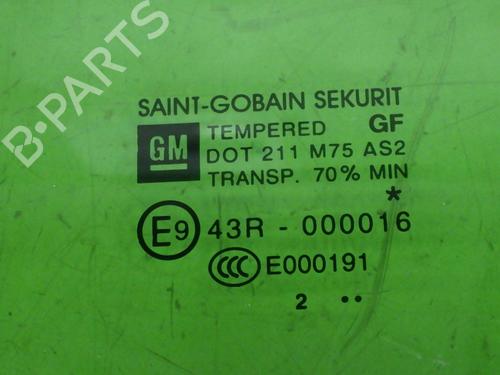 SAINT-GOBAIN SEKURIT
GM TEMPERED GF
DOT 211 M75 AS2
TRANSP. 70% MIN
*
E9 43R - 000016
CCC E000191
2 ••
B-PARTS